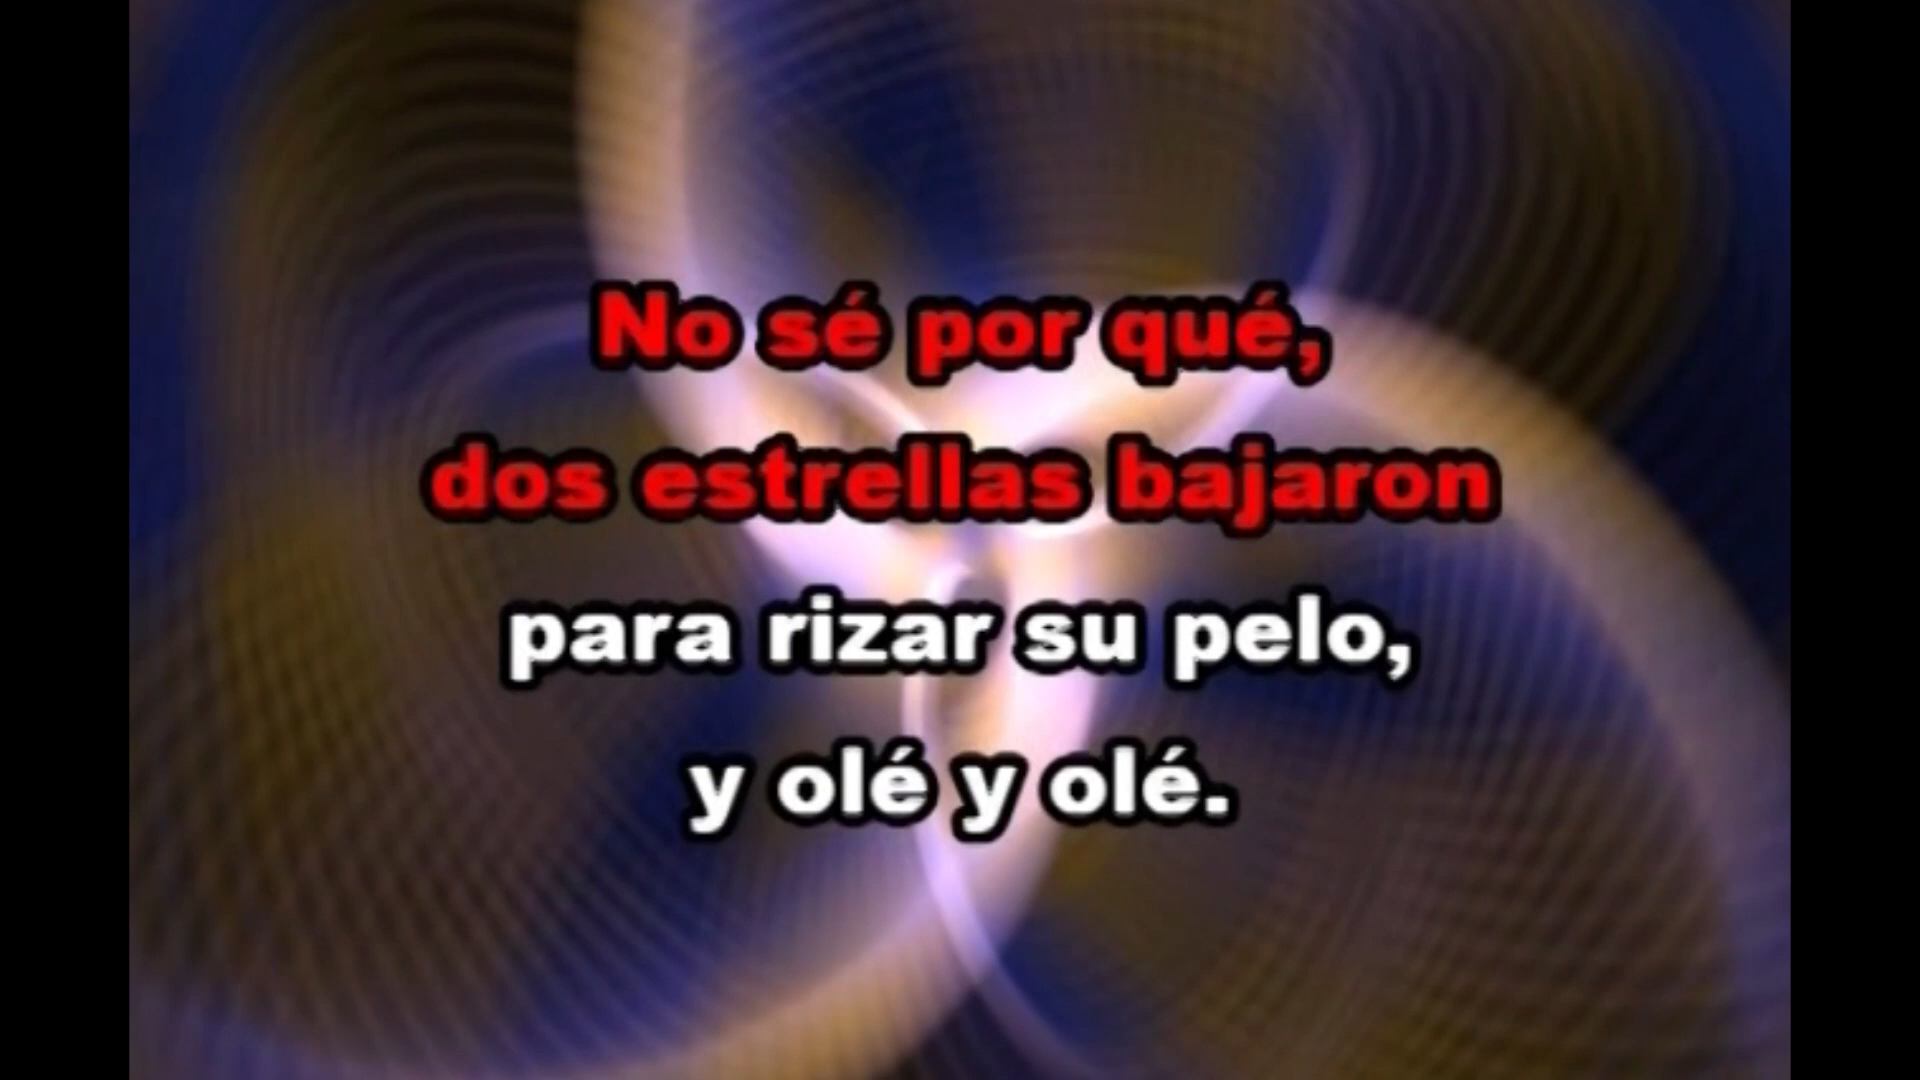 No sé por qué,
dos estrellas bajaron
para rizar su pelo,
y olé y olé.